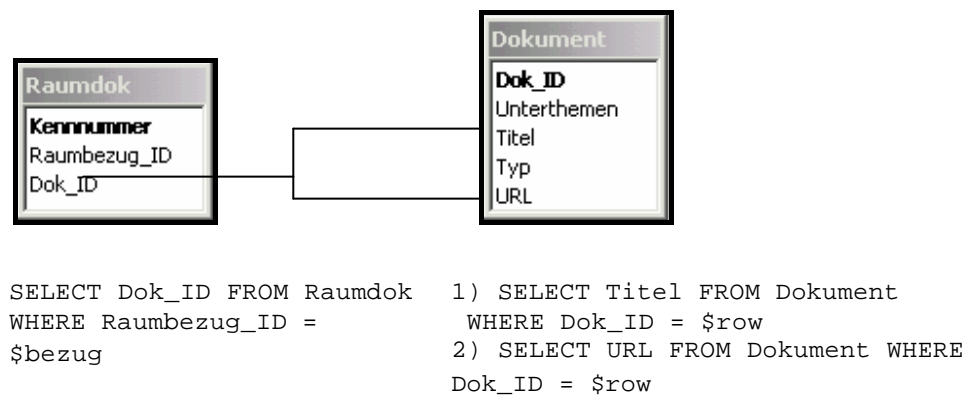 Raumdok
Kennnummer
Raumbezug_ID
Dok_ID
Dokument
Dok_ID
Unterthemen
Titel
Typ
URL
SELECT Dok_ID FROM Raumdok
WHERE Raumbezug_ID =
$bezug
1) SELECT Titel FROM Dokument
WHERE Dok_ID = $row
2) SELECT URL FROM Dokument WHERE
Dok_ID = $row